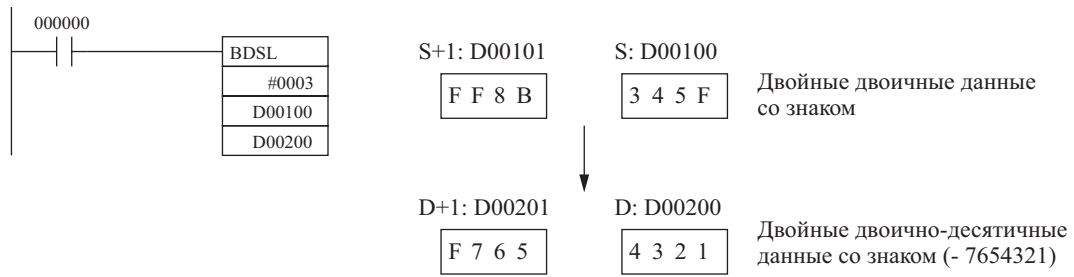 000000
BDSL
#0003
D00100
D00200
S+1: D00101 S: D00100
F F 8 B 3 4 5 F
Двойные двоичные данные
со знаком
D+1: D00201 D: D00200
F 7 6 5 4 3 2 1
Двойные двоично-десятичные
данные со знаком (- 7654321)